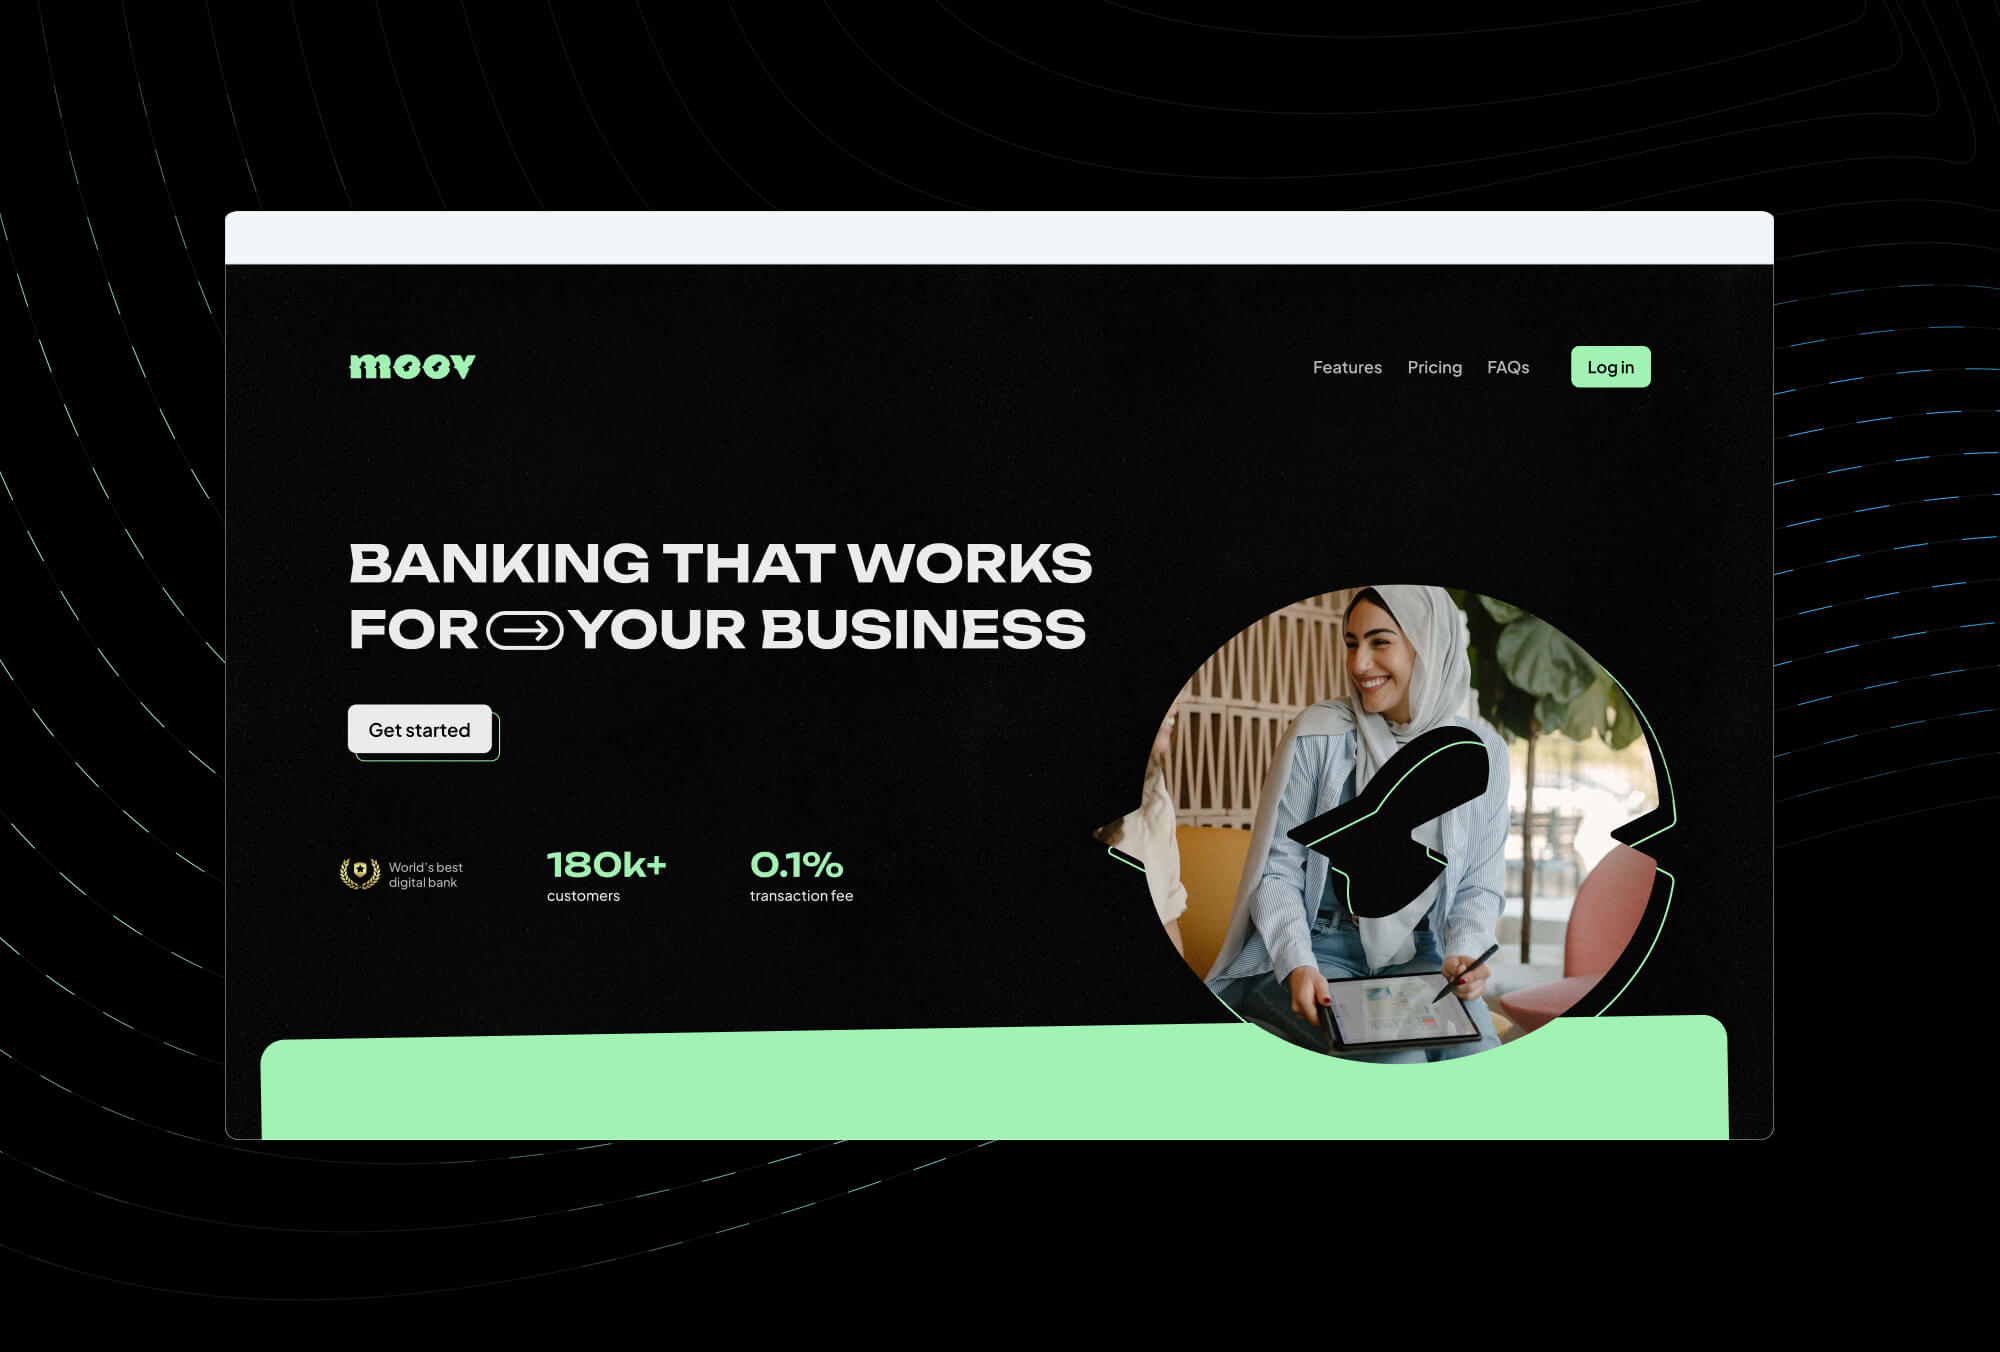 moov
Features Pricing FAQs Log in
BANKING THAT WORKS
FOR → YOUR BUSINESS
Get started
World's best
digital bank
180k+
customers
0.1%
transaction fee